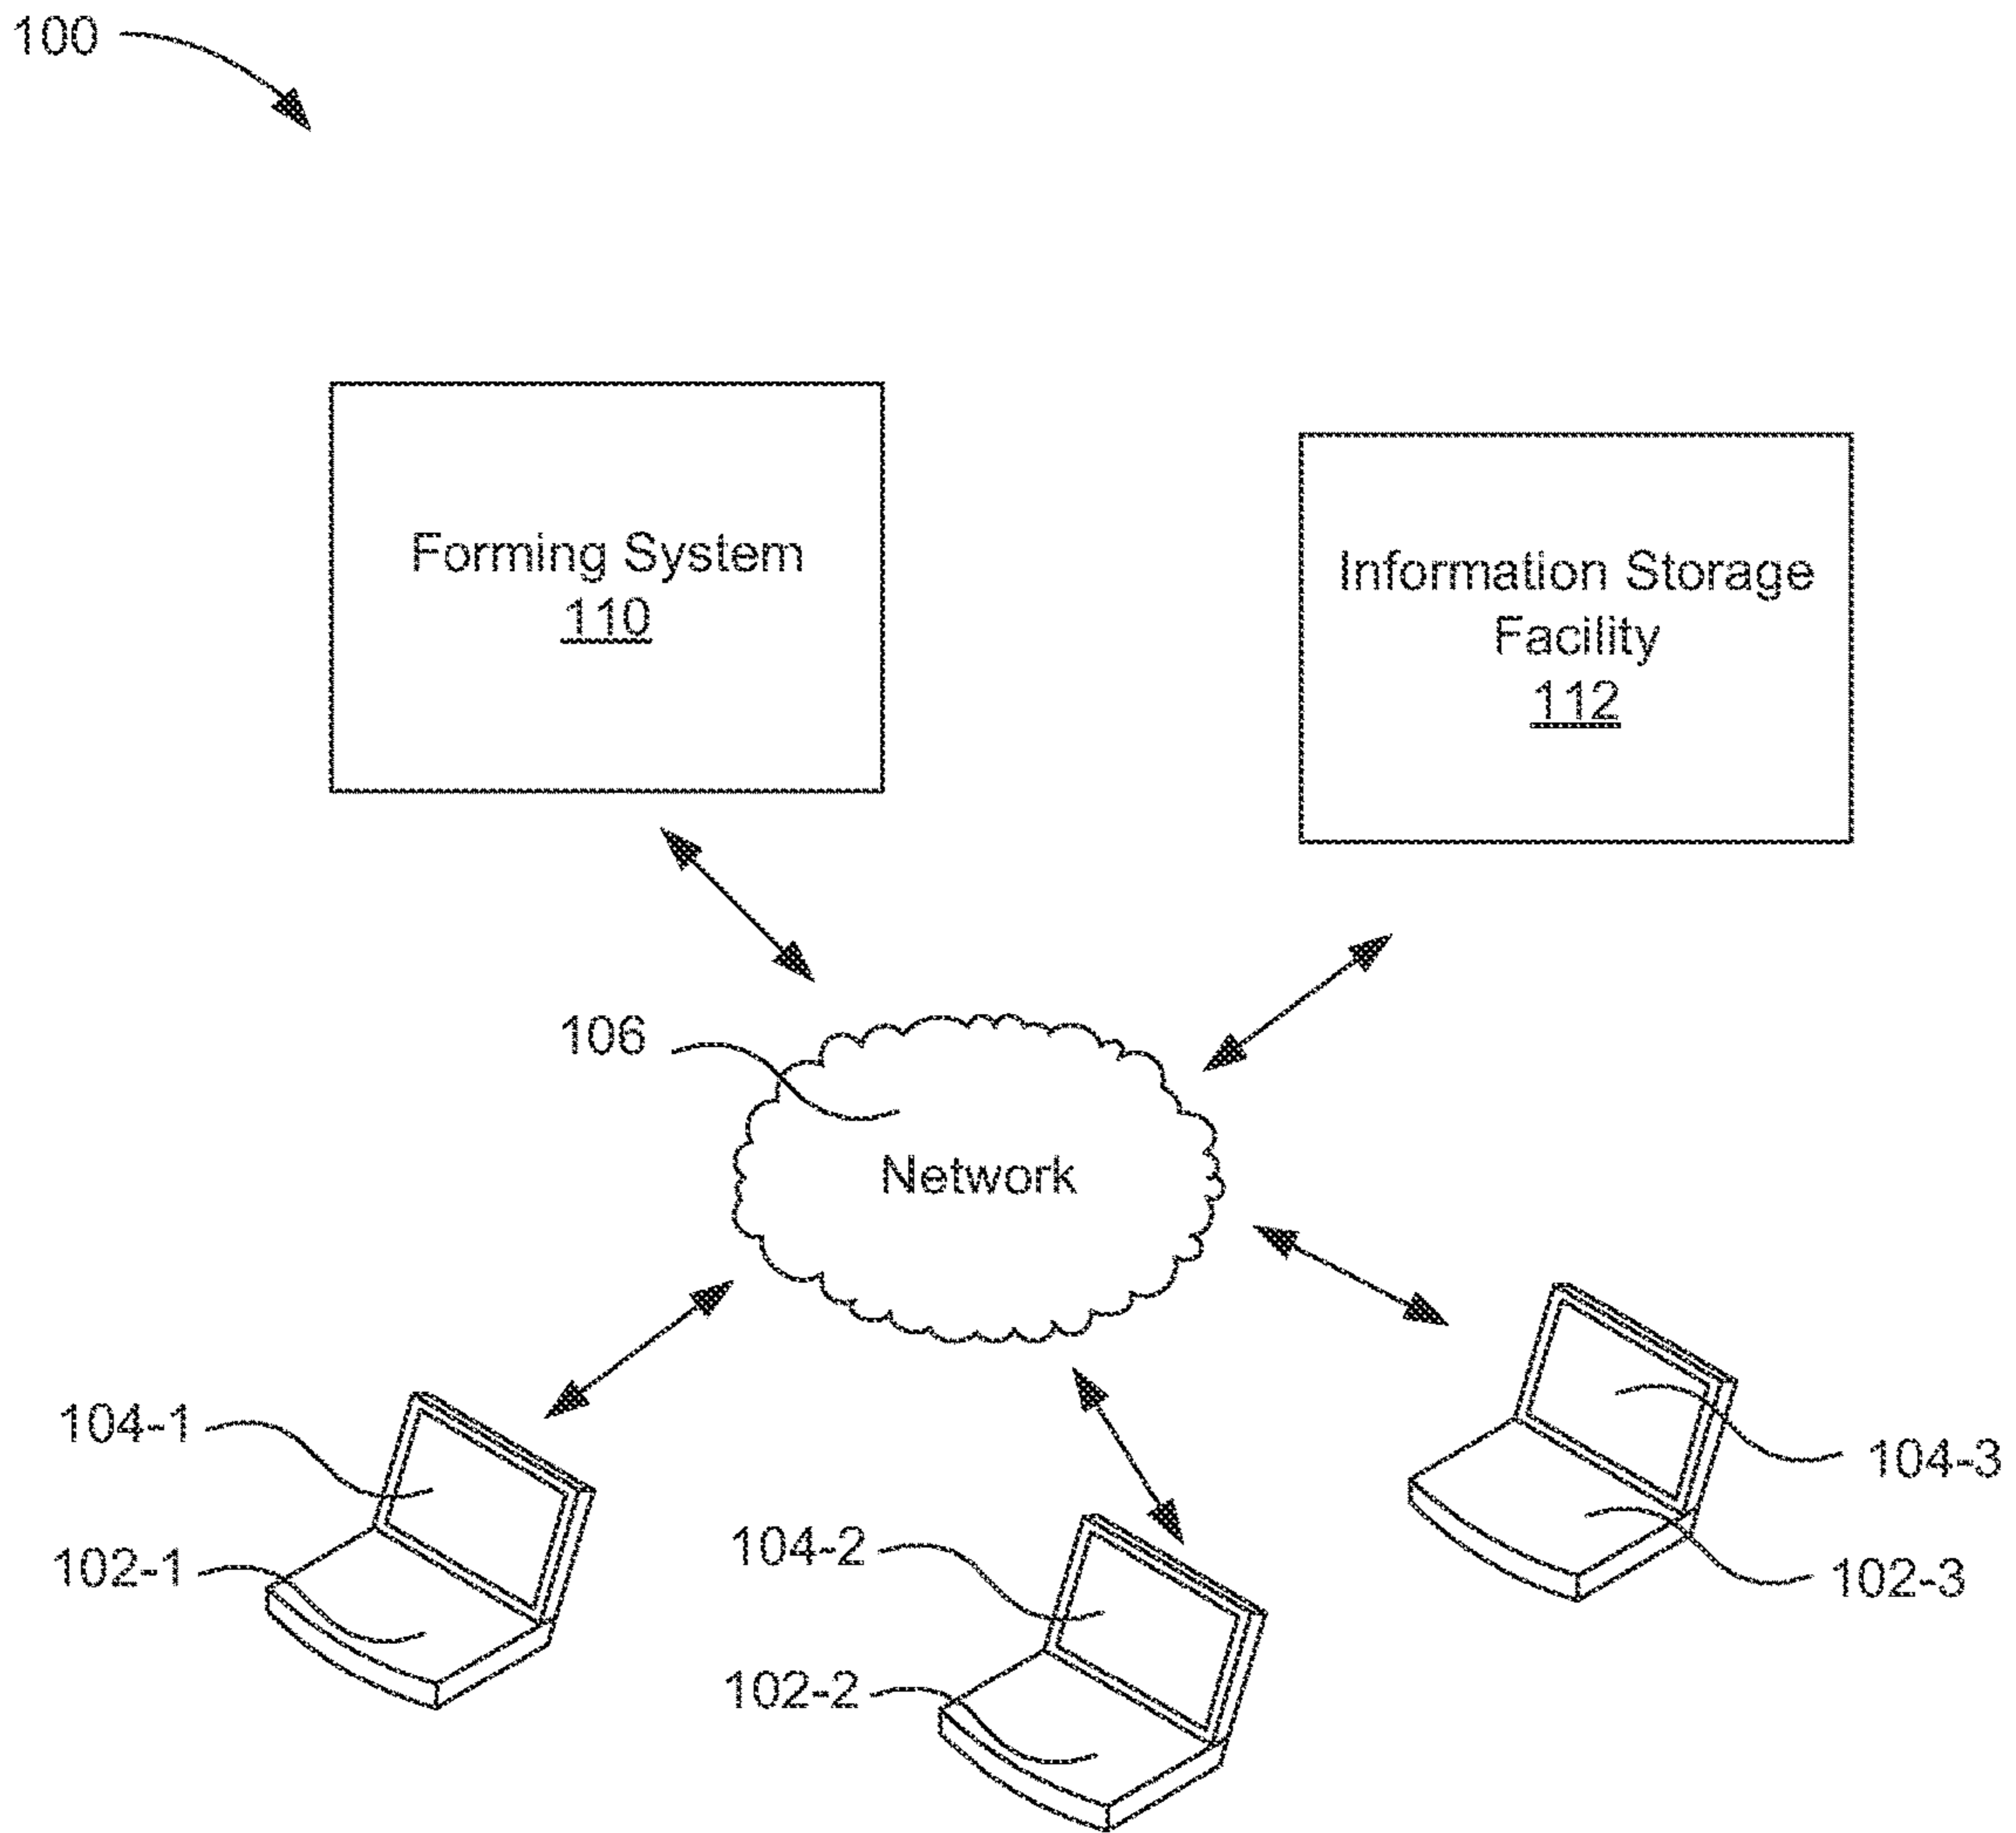 100
Forming System
110
Information Storage
Facility
112
106
Network
104-1
102-1
104-2
102-2
104-3
102-3